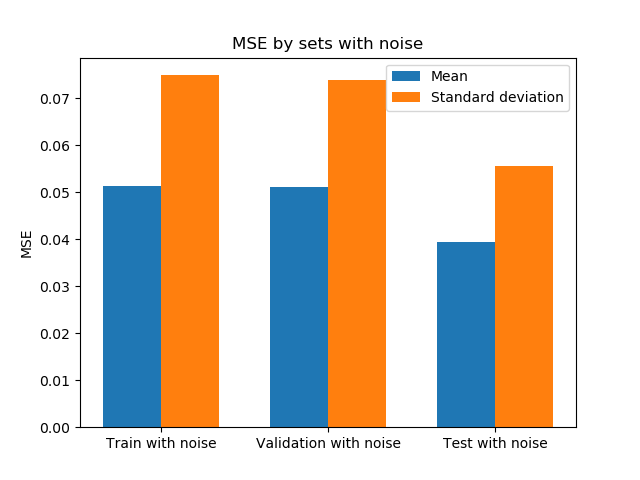 MSE by sets with noise
Mean
Standard deviation
MSE
0.07
0.06
0.05
0.04
0.03
0.02
0.01
0.00
Train with noise
Validation with noise
Test with noise